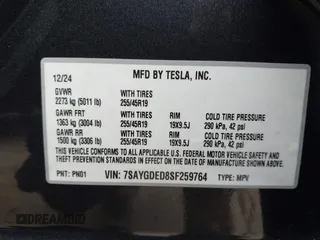 12/24 MFD BY TESLA, INC.
GVWR WITH TIRES
2273 kg (5011 lb) 255/45R19
GAWR FRT WITH TIRES RIM COLD TIRE PRESSURE
1363 kg (3004 lb) 255/45R19 19X9.5J 290 kPa, 42 psi
GAWR RR WITH TIRES RIM COLD TIRE PRESSURE
1500 kg (3306 lb) 255/45R19 19X9.5J 290 kPa, 42 psi
THIS VEHICLE CONFORMS TO ALL APPLICABLE U.S. FEDERAL MOTOR VEHICLE SAFETY
AND THEFT PREVENTION STANDARDS IN EFFECT ON THE DATE OF MANUFACTURE
SHOWN ABOVE.
PNT: PN01 VIN: 7SAYGDED8SF259764 TYPE: MPV
DREAMBID